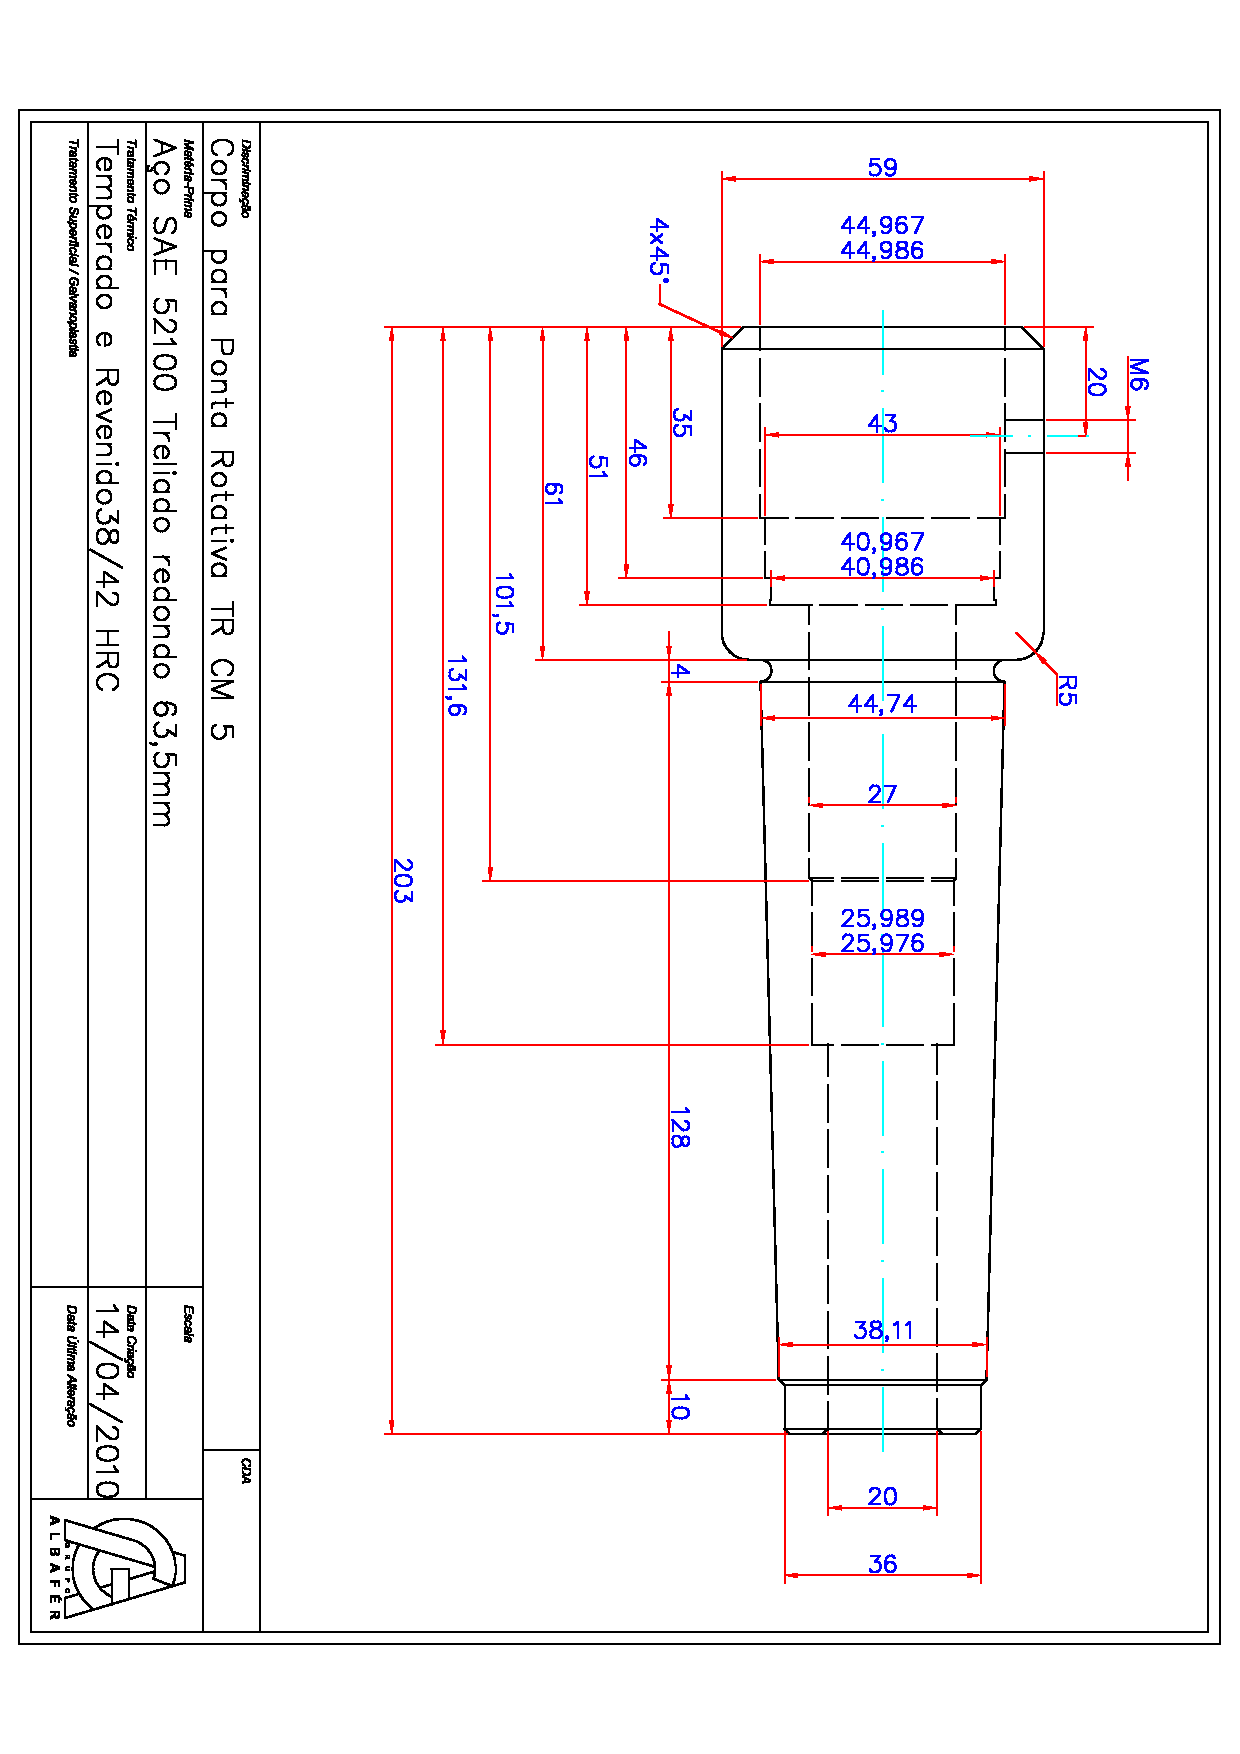 59
44,967
44,986
4x45°
20
M6
43
35
46
51
61
40,967
40,986
101,5
131,6
4
R5
44,74
27
203
25,989
25,976
128
38,11
10
20
36
Discriminação
Corpo para Ponta Rotativa TR CM 5
CDA
Matéria-Prima
Aço SAE 52100 Treliado redondo 63,5mm
Escala
Tratamento Térmico
Temperado e Revenido38/42 HRC
Data Criação
14/04/2010
Tratamento Superficial / Galvanoplastia
Data Última Alteração
GRUPO
ALBAFÉR